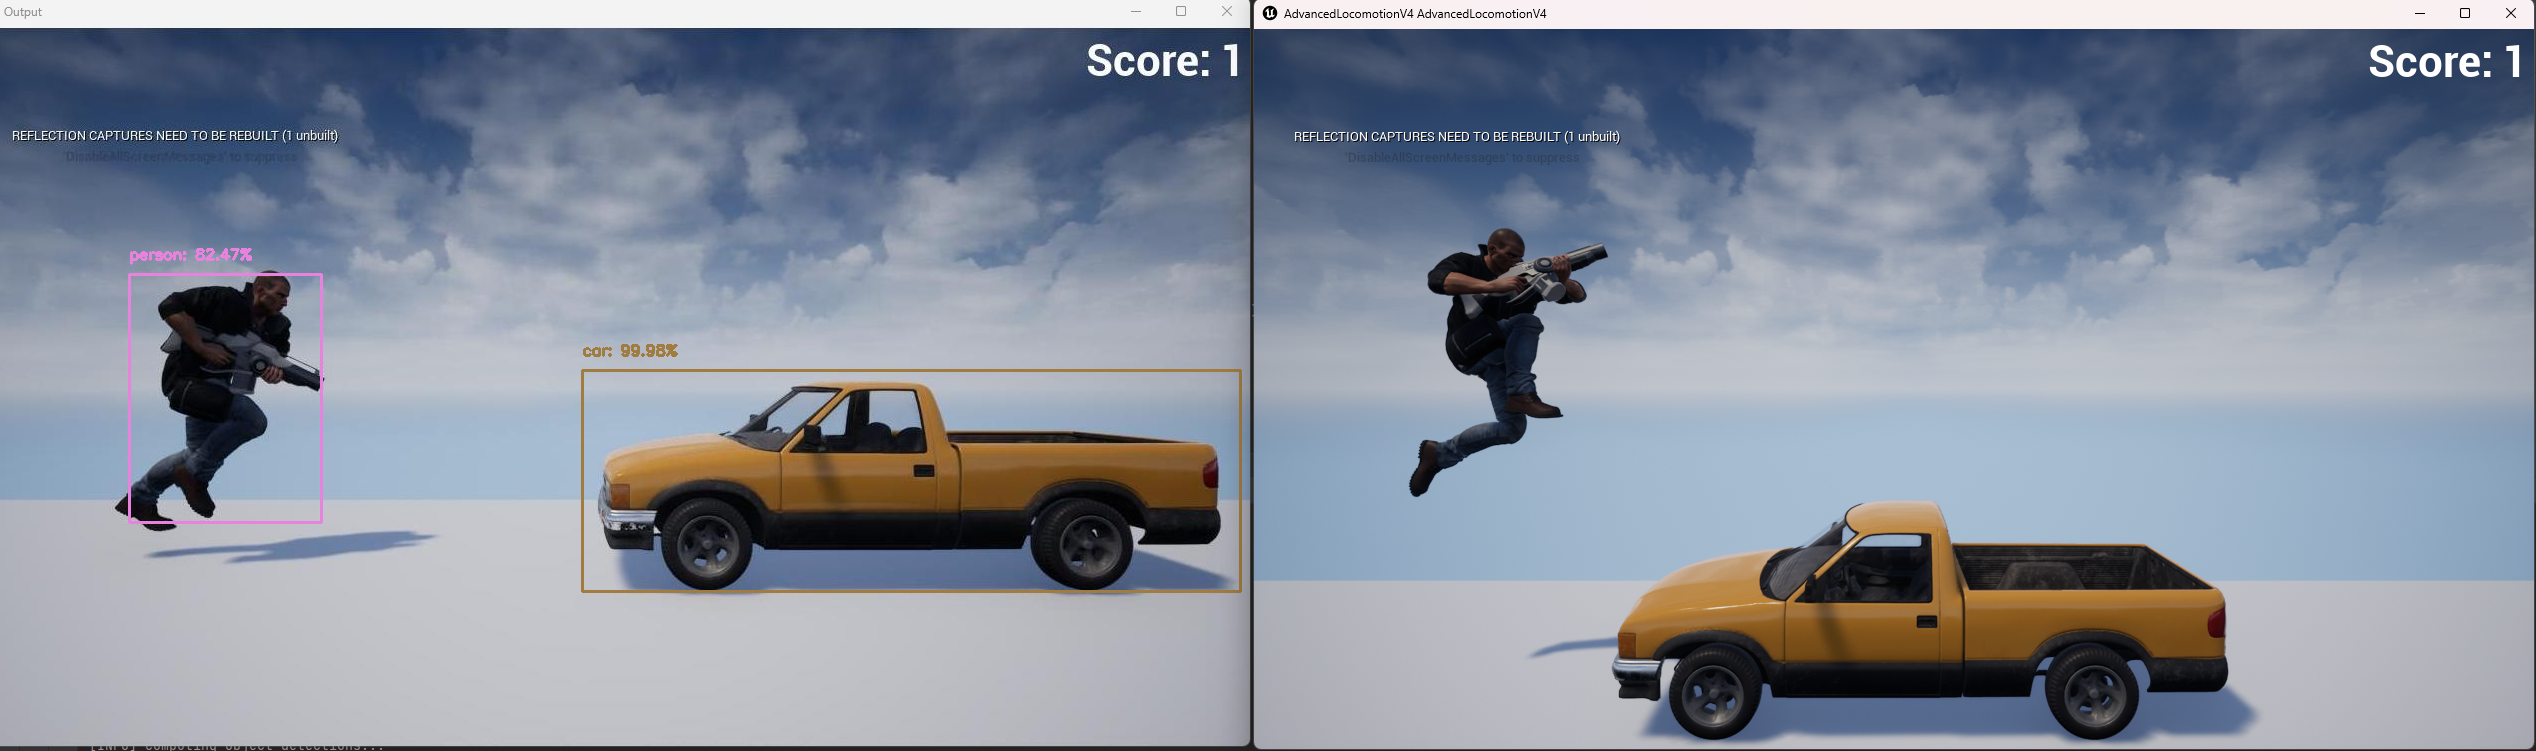 Output
Score: 1
REFLECTION CAPTURES NEED TO BE REBUILT (1 unbuilt)
'DisableAllScreenMessages' to suppress
person: 82.47%
car: 99.98%
[INFO] computing object detections...
AdvancedLocomotionV4 AdvancedLocomotionV4
Score: 1
REFLECTION CAPTURES NEED TO BE REBUILT (1 unbuilt)
'DisableAllScreenMessages' to suppress